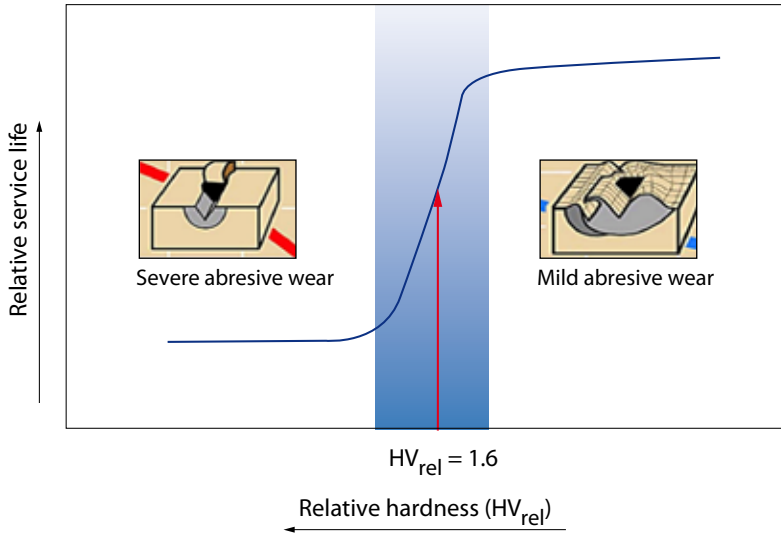 Relative service life
Severe abresive wear
Mild abresive wear
HVrel = 1.6
Relative hardness (HVrel)